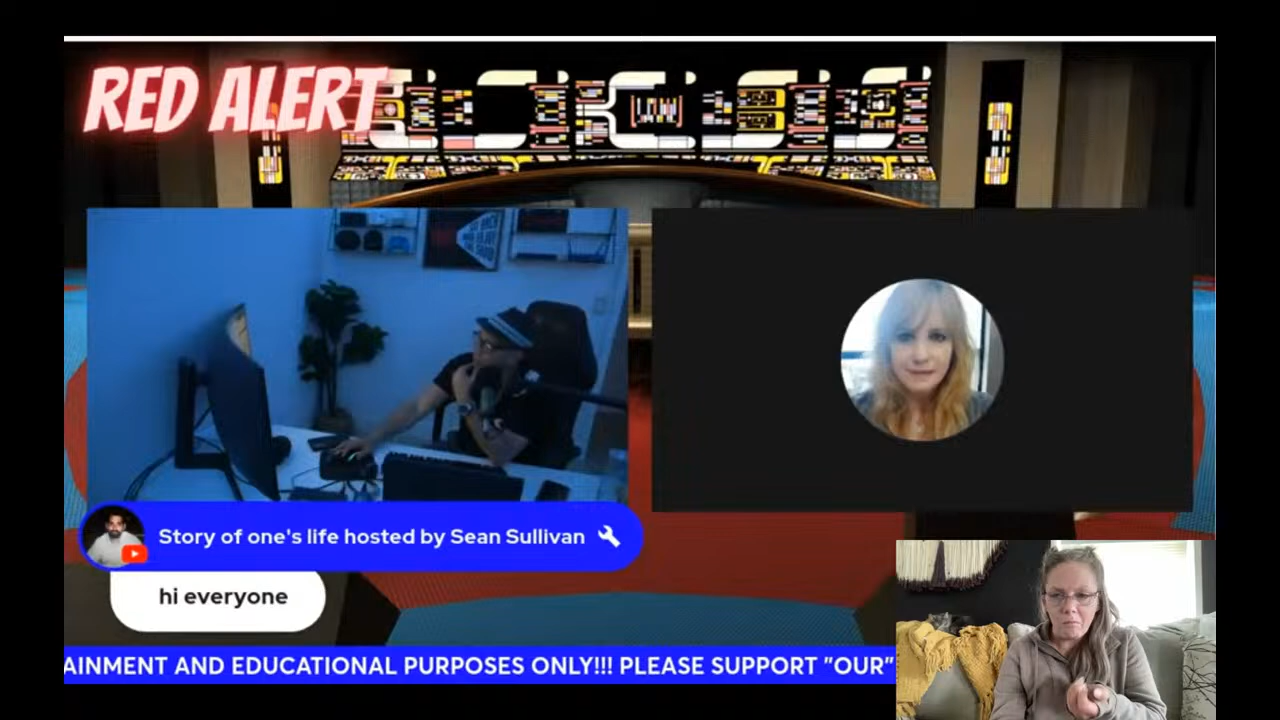 RED ALERT
Story of one's life hosted by Sean Sullivan
hi everyone
AINMENT AND EDUCATIONAL PURPOSES ONLY!!! PLEASE SUPPORT "OUR"